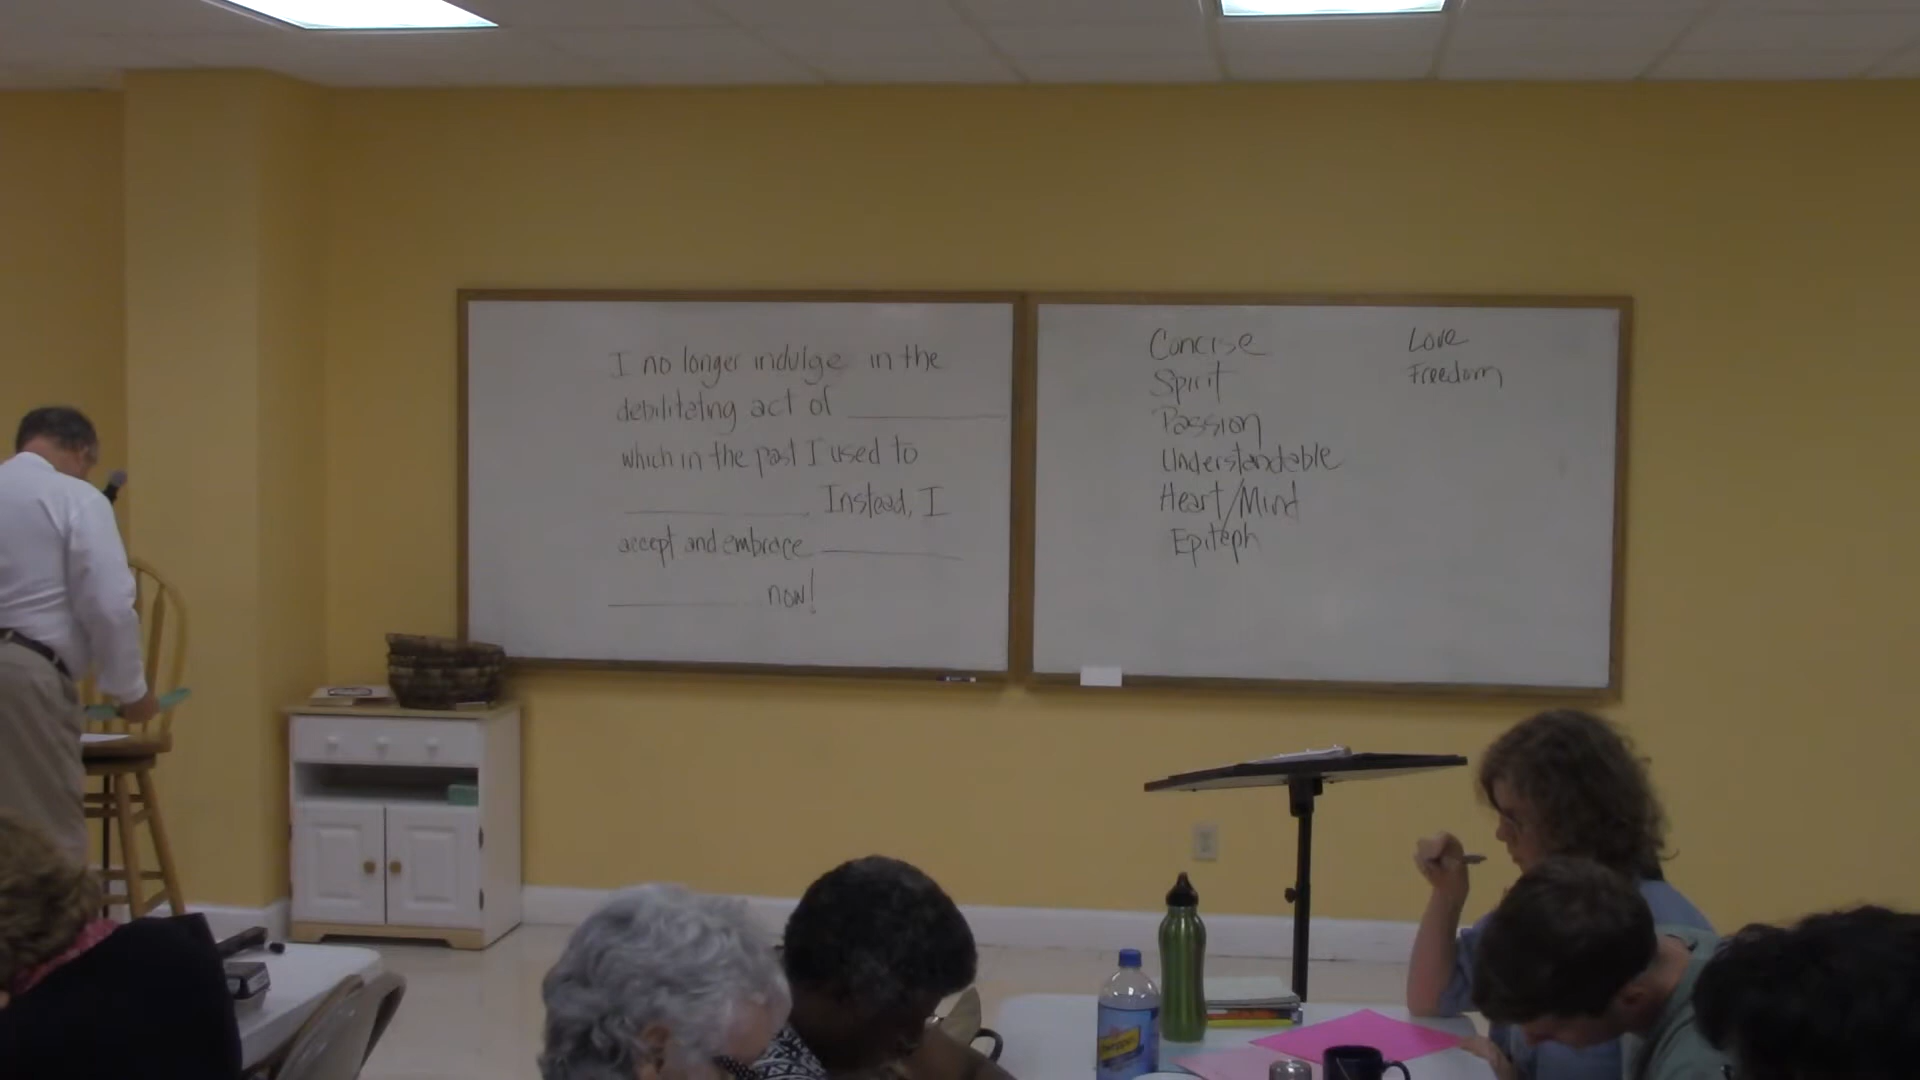 I no longer indulge in the
debilitating act of
which in the past I used to
Instead, I
accept and embrace
now!
Concise
Spirit
Passion
Understandable
Heart/Mind
Epiteph
Love
Freedom